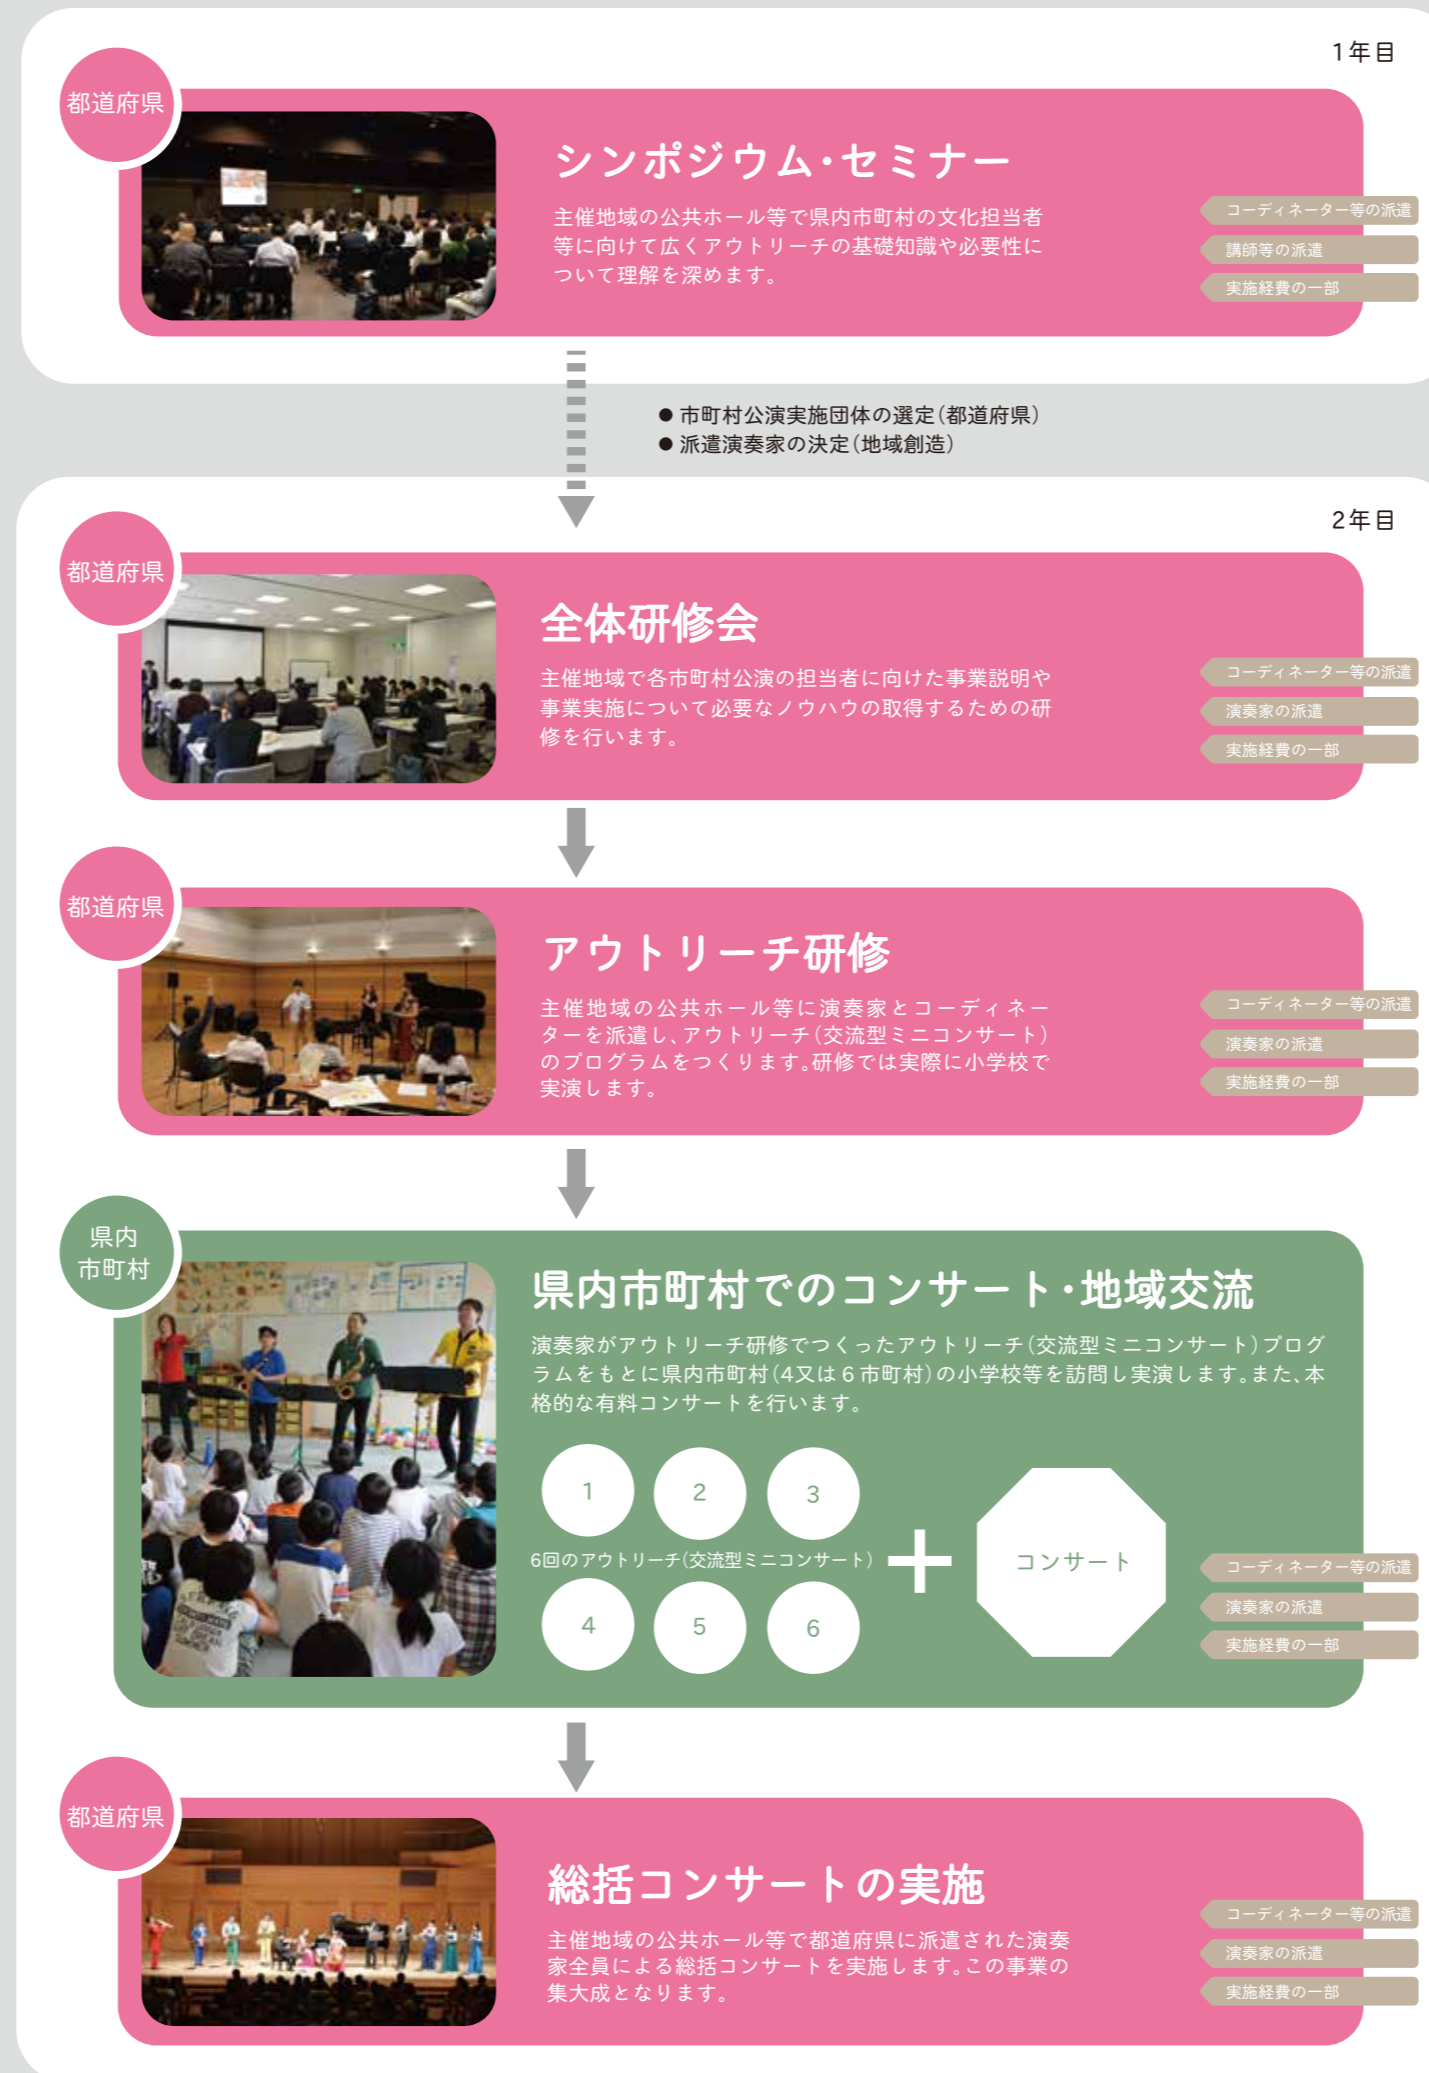 1年目
都道府県
シンポジウム・セミナー
主催地域の公共ホール等で県内市町村の文化担当者
等に向けて広くアウトリーチの基礎知識や必要性に
ついて理解を深めます。
コーディネーター等の派遣
講師等の派遣
実施経費の一部
● 市町村公演実施団体の選定(都道府県)
● 派遣演奏家の決定(地域創造)
2年目
都道府県
全体研修会
主催地域で各市町村公演の担当者に向けた事業説明や
事業実施について必要なノウハウの取得するための研
修を行います。
コーディネーター等の派遣
演奏家の派遣
実施経費の一部
都道府県
アウトリーチ研修
主催地域の公共ホール等に演奏家とコーディネー
ターを派遣し、アウトリーチ(交流型ミニコンサート)
のプログラムをつくります。研修では実際に小学校で
実演します。
コーディネーター等の派遣
演奏家の派遣
実施経費の一部
県内
市町村
県内市町村でのコンサート・地域交流
演奏家がアウトリーチ研修でつくったアウトリーチ(交流型ミニコンサート)プログ
ラムをもとに県内市町村(4又は6市町村)の小学校等を訪問し実演します。また、本
格的な有料コンサートを行います。
1 2 3
6回のアウトリーチ(交流型ミニコンサート)
4 5 6
+
コンサート
コーディネーター等の派遣
演奏家の派遣
実施経費の一部
都道府県
総括コンサートの実施
主催地域の公共ホール等で都道府県に派遣された演奏
家全員による総括コンサートを実施します。この事業の
集大成となります。
コーディネーター等の派遣
演奏家の派遣
実施経費の一部